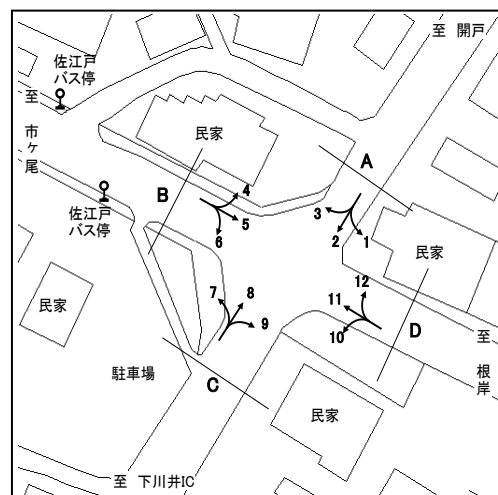 至 開戸
佐江戸
バス停
至
市ヶ尾
民家
A
B
4
5
6
3
2
1
佐江戸
バス停
民家
民家
7
8
9
12
11
10
D
至
根岸
駐車場
C
民家
至 下川井IC